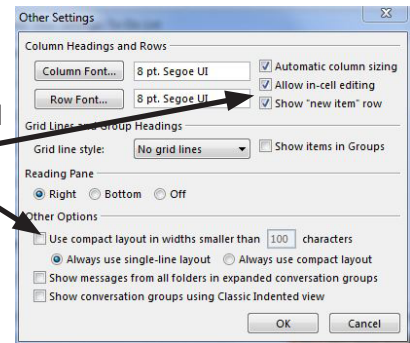 Other Settings
Column Headings and Rows
Column Font... 8 pt. Segoe UI Automatic column sizing
Allow in-cell editing
Row Font... 8 pt. Segoe UI Show "new item" row
Grid Lines and Group Headings
Grid line style: No grid lines Show items in Groups
Reading Pane
Right Bottom Off
Other Options
Use compact layout in widths smaller than 100 characters
Always use single-line layout Always use compact layout
Show messages from all folders in expanded conversation groups
Show conversation groups using Classic Indented view
OK Cancel